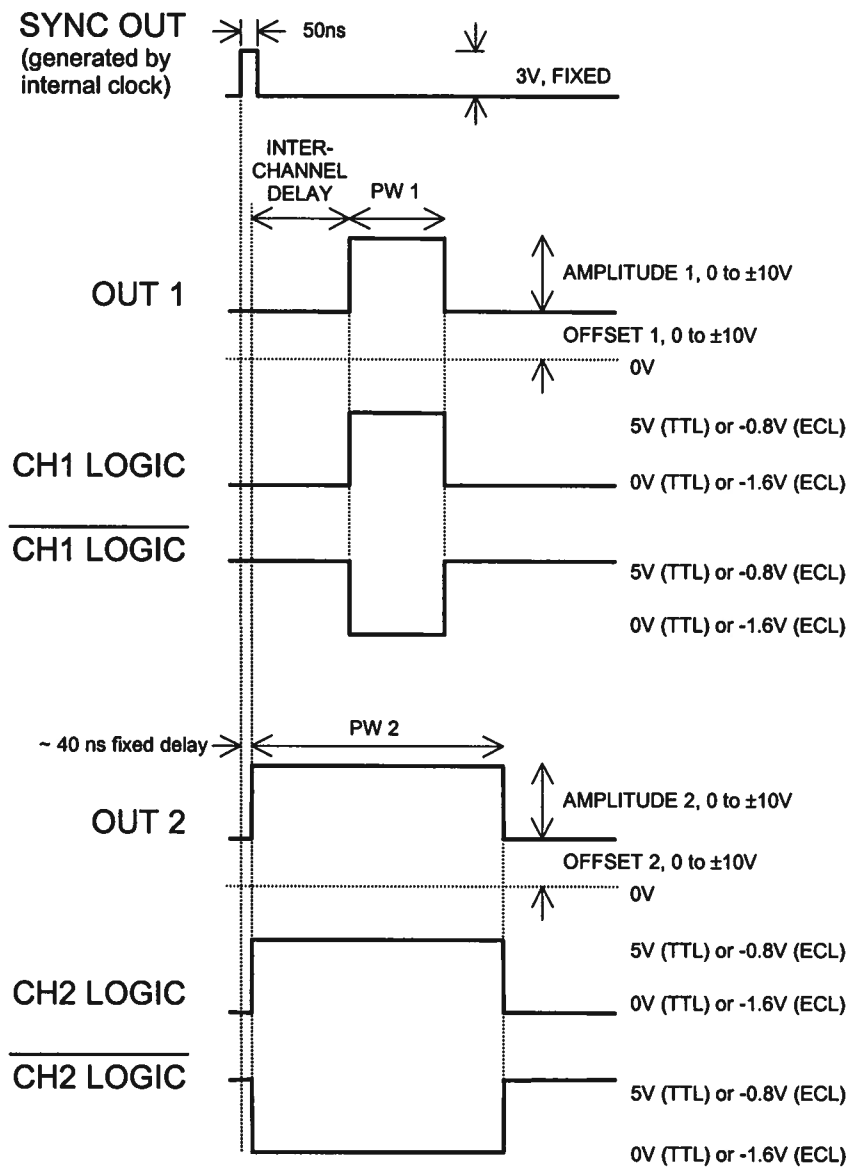 SYNC OUT
(generated by
internal clock)
50ns
3V, FIXED
INTER-
CHANNEL
DELAY
PW 1
OUT 1
AMPLITUDE 1, 0 to ±10V
OFFSET 1, 0 to ±10V
0V
CH1 LOGIC
5V (TTL) or -0.8V (ECL)
0V (TTL) or -1.6V (ECL)
CH1 LOGIC
5V (TTL) or -0.8V (ECL)
0V (TTL) or -1.6V (ECL)
~ 40 ns fixed delay
PW 2
OUT 2
AMPLITUDE 2, 0 to ±10V
OFFSET 2, 0 to ±10V
0V
CH2 LOGIC
5V (TTL) or -0.8V (ECL)
0V (TTL) or -1.6V (ECL)
CH2 LOGIC
5V (TTL) or -0.8V (ECL)
0V (TTL) or -1.6V (ECL)